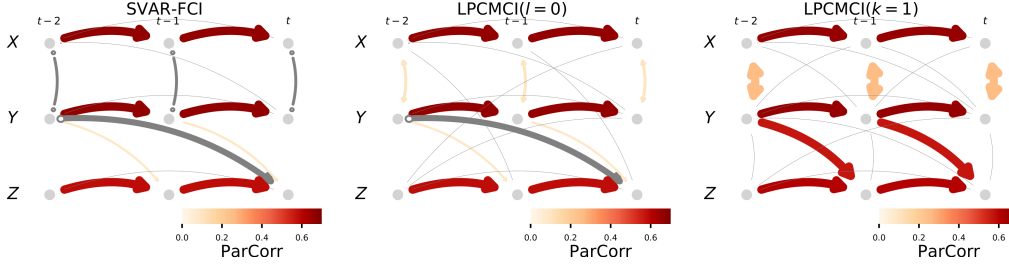 SVAR-FCI
t − 2 t − 1 t
X
Y
Z
0.0 0.2 0.4 0.6
ParCorr
LPCMCI(l = 0)
t − 2 t − 1 t
X
Y
Z
0.0 0.2 0.4 0.6
ParCorr
LPCMCI(k = 1)
t − 2 t − 1 t
X
Y
Z
0.0 0.2 0.4 0.6
ParCorr